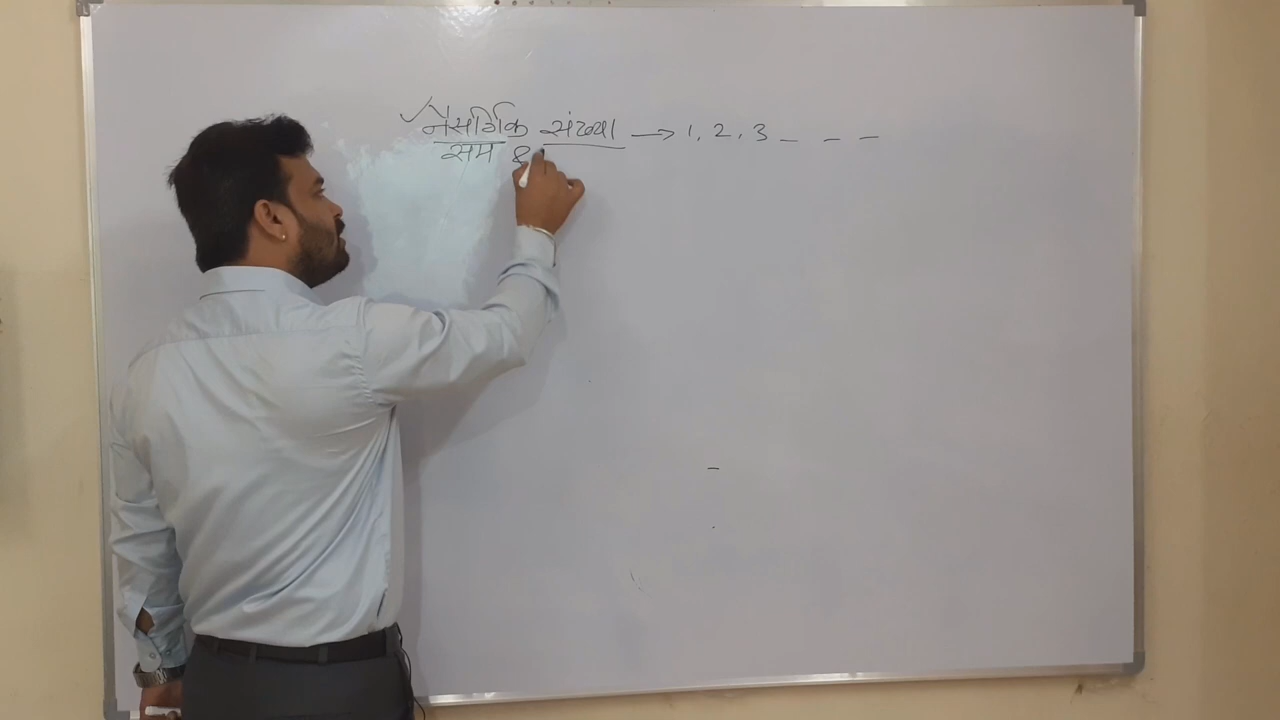 नैसर्गिक संख्या → 1, 2, 3 _ _ _
सम &